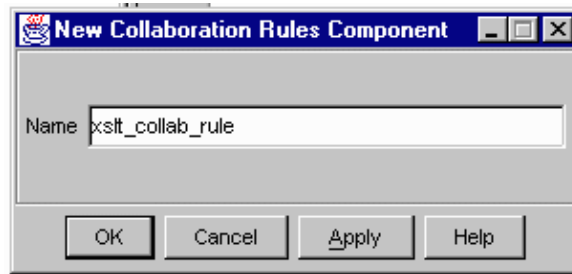 New Collaboration Rules Component
Name xslt_collab_rule
OK Cancel Apply Help